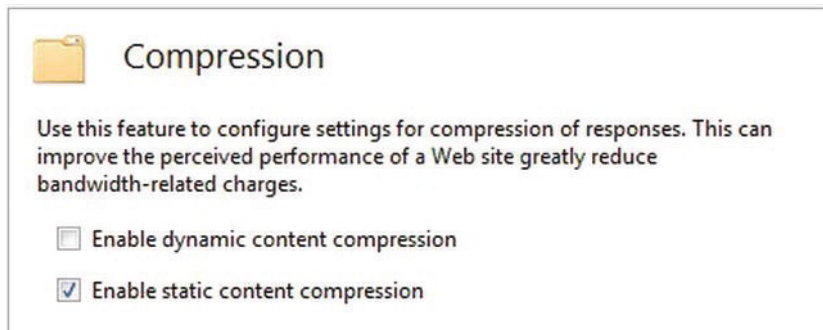 Compression
Use this feature to configure settings for compression of responses. This can
improve the perceived performance of a Web site greatly reduce
bandwidth-related charges.
Enable dynamic content compression
Enable static content compression